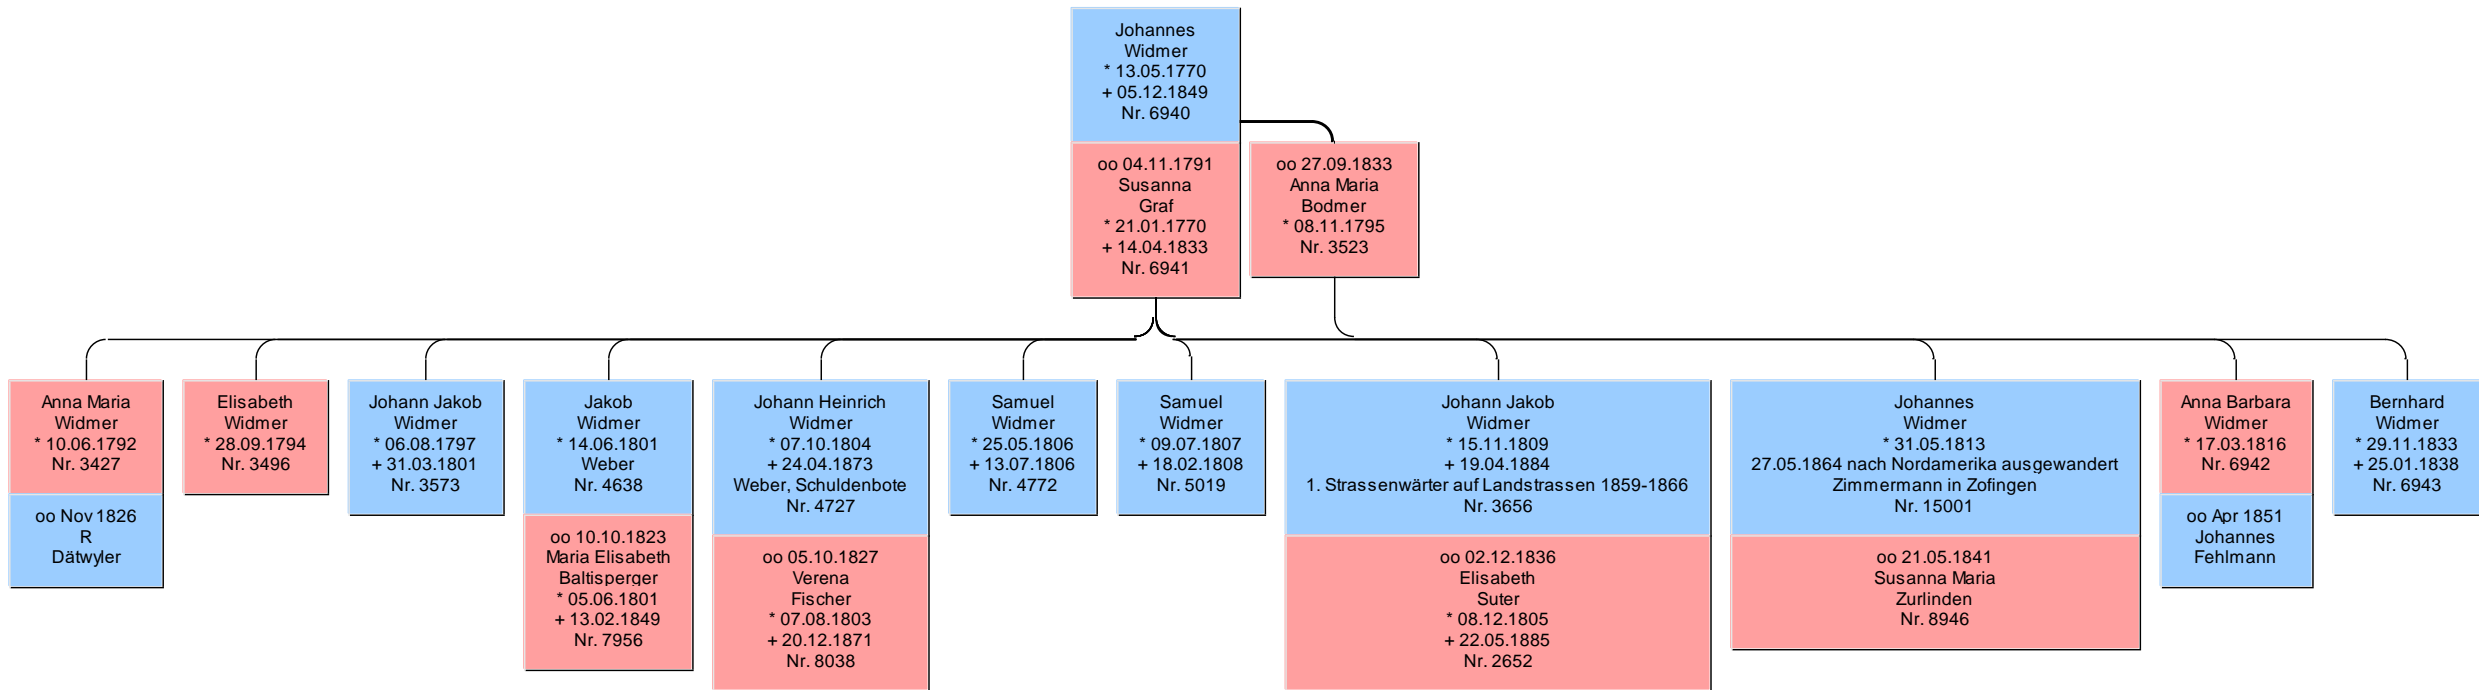 Johannes
Widmer
* 13.05.1770
+ 05.12.1849
Nr. 6940
oo 04.11.1791
Susanna
Graf
* 21.01.1770
+ 14.04.1833
Nr. 6941
oo 27.09.1833
Anna Maria
Bodmer
* 08.11.1795
Nr. 3523
Anna Maria
Widmer
* 10.06.1792
Nr. 3427
oo Nov 1826
R
Dätwyler
Elisabeth
Widmer
* 28.09.1794
Nr. 3496
Johann Jakob
Widmer
* 06.08.1797
+ 31.03.1801
Nr. 3573
Jakob
Widmer
* 14.06.1801
Weber
Nr. 4638
oo 10.10.1823
Maria Elisabeth
Baltisperger
* 05.06.1801
+ 13.02.1849
Nr. 7956
Johann Heinrich
Widmer
* 07.10.1804
+ 24.04.1873
Weber, Schuldenbote
Nr. 4727
oo 05.10.1827
Verena
Fischer
* 07.08.1803
+ 20.12.1871
Nr. 8038
Samuel
Widmer
* 25.05.1806
+ 13.07.1806
Nr. 4772
Samuel
Widmer
* 09.07.1807
+ 18.02.1808
Nr. 5019
Johann Jakob
Widmer
* 15.11.1809
+ 19.04.1884
1. Strassenwärter auf Landstrassen 1859-1866
Nr. 3656
oo 02.12.1836
Elisabeth
Suter
* 08.12.1805
+ 22.05.1885
Nr. 2652
Johannes
Widmer
* 31.05.1813
27.05.1864 nach Nordamerika ausgewandert
Zimmermann in Zofingen
Nr. 15001
oo 21.05.1841
Susanna Maria
Zurlinden
Nr. 8946
Anna Barbara
Widmer
* 17.03.1816
Nr. 6942
oo Apr 1851
Johannes
Fehlmann
Bernhard
Widmer
* 29.11.1833
+ 25.01.1838
Nr. 6943